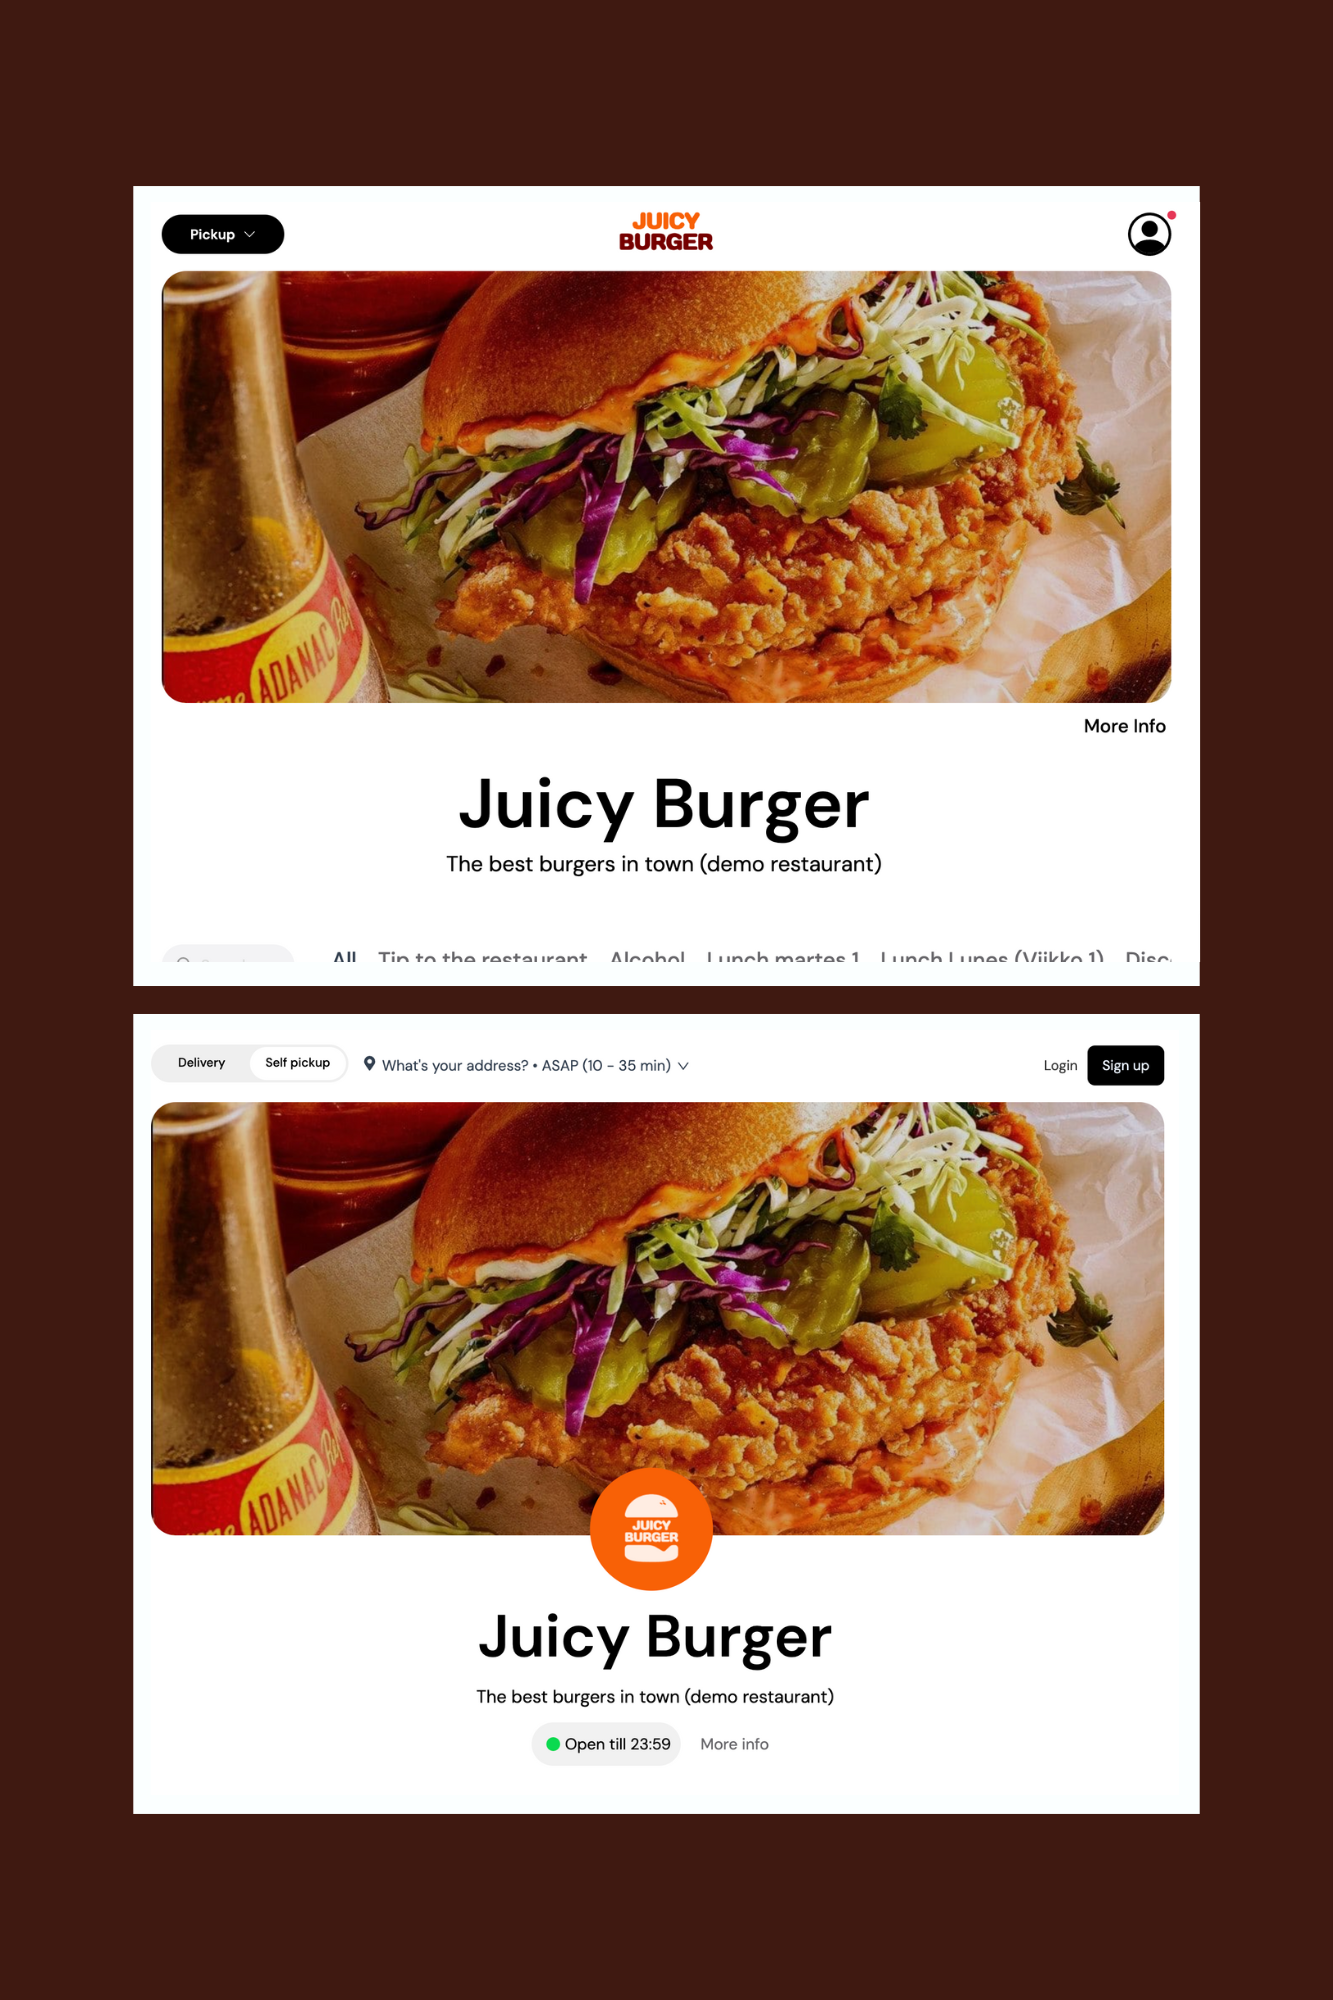 Pickup
JUICY
BURGER
ADANAC
More Info
Juicy Burger
The best burgers in town (demo restaurant)
All Tip to the restaurant Alcohol Lunch martes 1 Lunch Lunes (Viikko 1)
Delivery Self pickup What's your address? • ASAP (10 - 35 min) Login Sign up
ADANAC
JUICY
BURGER
Juicy Burger
The best burgers in town (demo restaurant)
Open till 23:59 More info